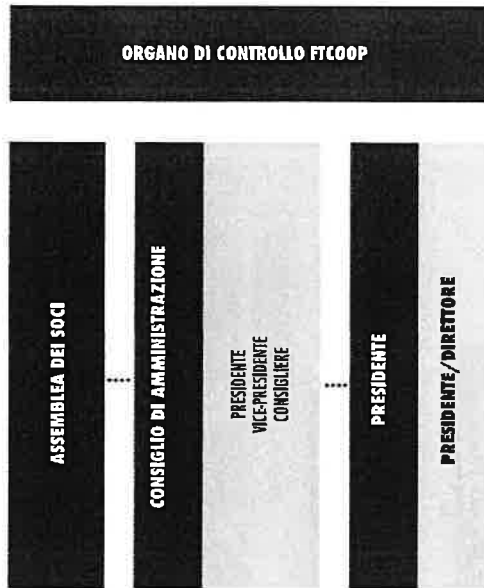 ORGANO DI CONTROLLO FTCOOP
ASSEMBLEA DEI SOCI
CONSIGLIO DI AMMINISTRAZIONE
PRESIDENTE
VICE-PRESIDENTE
CONSIGLIERE
PRESIDENTE
PRESIDENTE/DIRETTORE